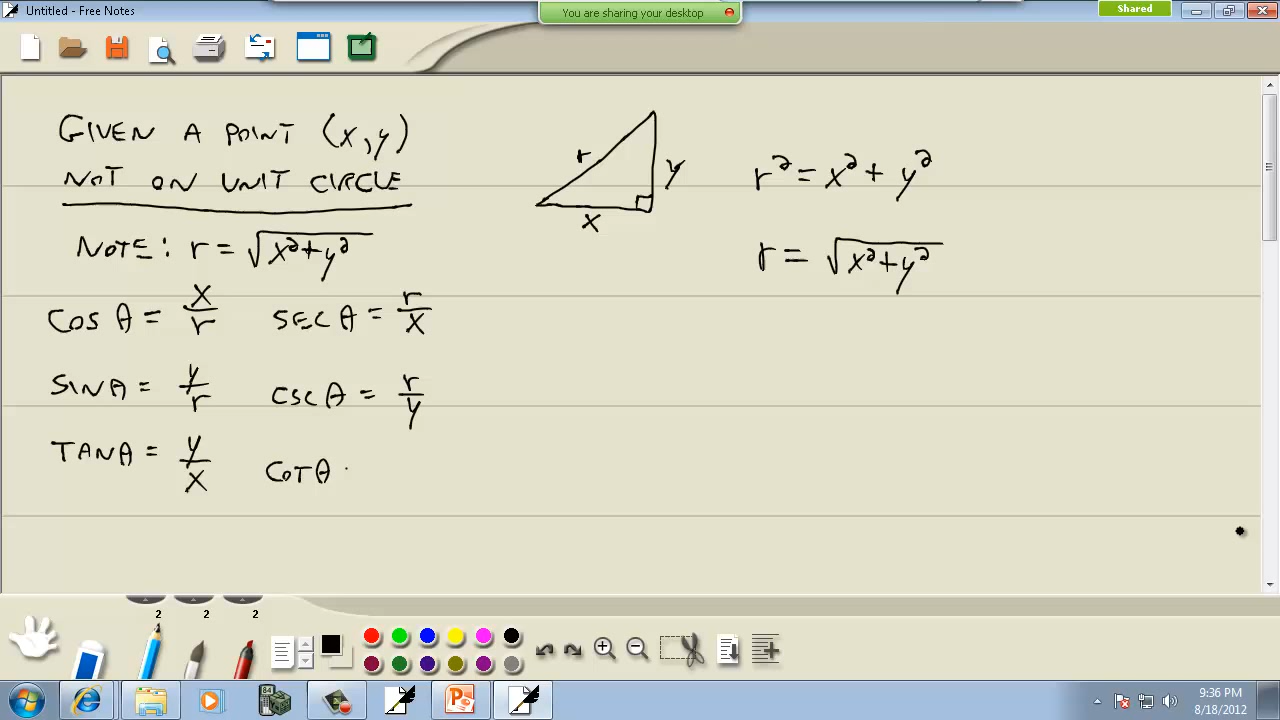 Untitled - Free Notes
You are sharing your desktop
Shared
GIVEN A POINT (x,y)
NOT ON UNIT CIRCLE
NOTE: r = √x²+y²
COS θ = x/r SEC θ = r/x
SIN θ = y/r CSC θ = r/y
TAN θ = y/x COT θ
r
y
x
r² = x² + y²
r = √x²+y²
2 2 2
84
9:36 PM
8/18/2012